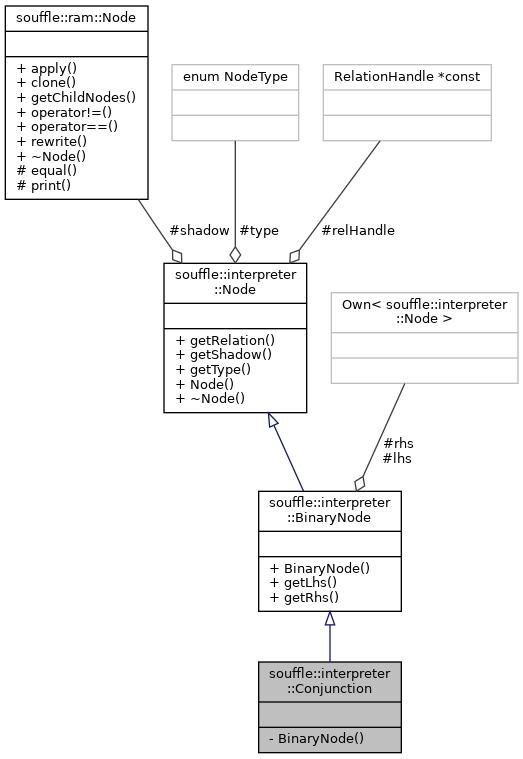 souffle::ram::Node
+ apply()
+ clone()
+ getChildNodes()
+ operator!=()
+ operator==()
+ rewrite()
+ ~Node()
# equal()
# print()
enum NodeType
RelationHandle *const
#shadow
#type
#relHandle
souffle::interpreter
::Node
+ getRelation()
+ getShadow()
+ getType()
+ Node()
+ ~Node()
Own< souffle::interpreter
::Node >
#rhs
#lhs
souffle::interpreter
::BinaryNode
+ BinaryNode()
+ getLhs()
+ getRhs()
souffle::interpreter
::Conjunction
- BinaryNode()